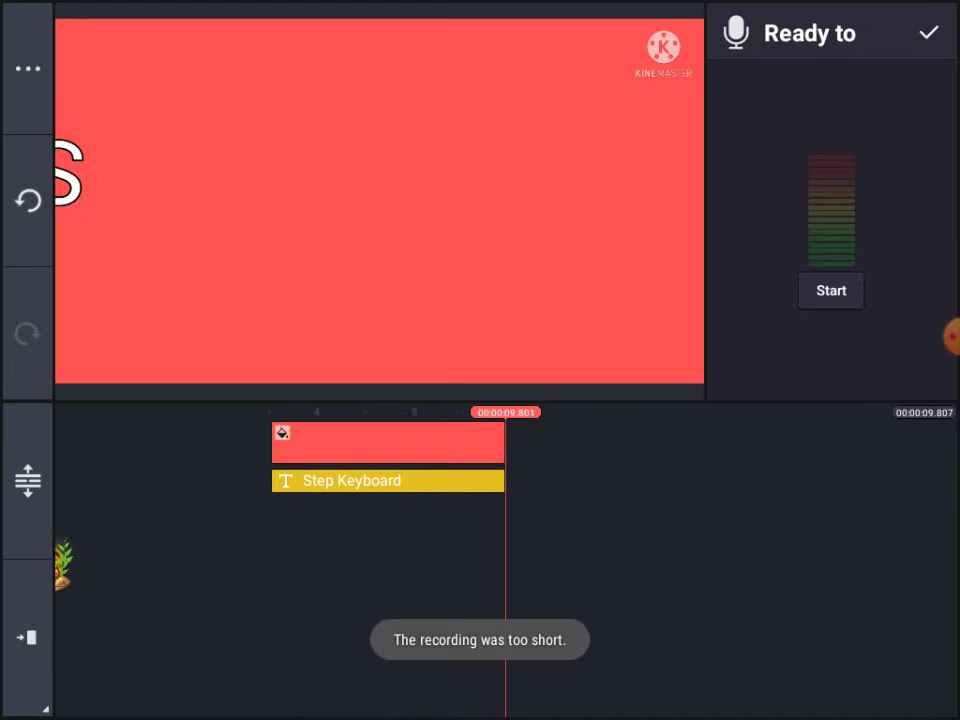 Ready to
KINEMASTER
S
Start
4
8
00:00:09.801
00:00:09.807
Step Keyboard
The recording was too short.